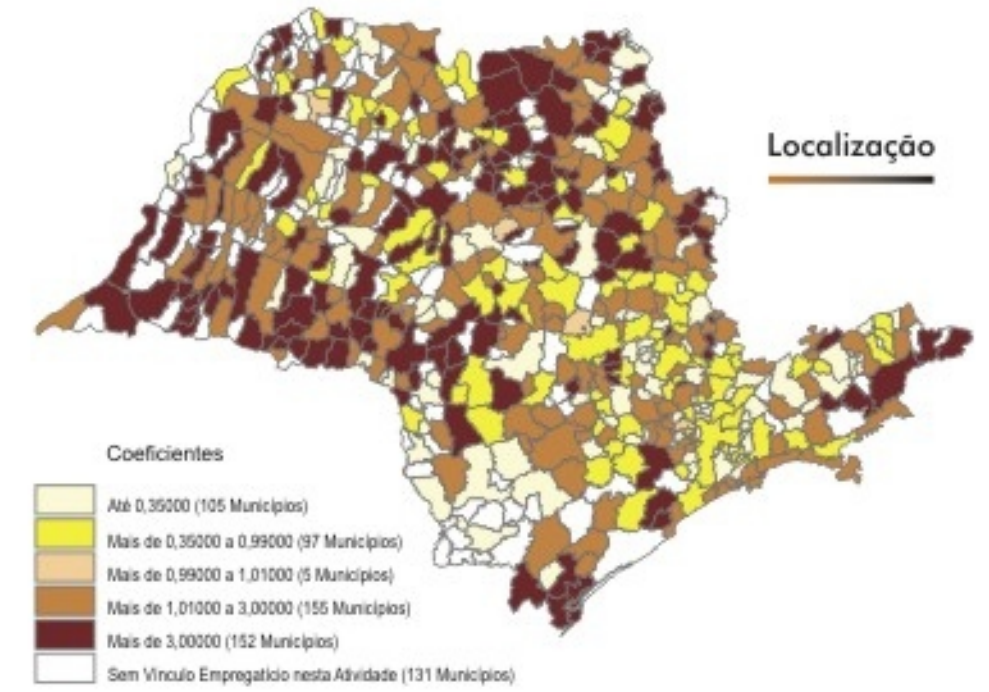 Localização
Coeficientes
Até 0,35000 (105 Municípios)
Mais de 0,35000 a 0,99000 (97 Municípios)
Mais de 0,99000 a 1,01000 (5 Municípios)
Mais de 1,01000 a 3,00000 (155 Municípios)
Mais de 3,00000 (152 Municípios)
Sem Vínculo Empregatício nesta Atividade (131 Municípios)